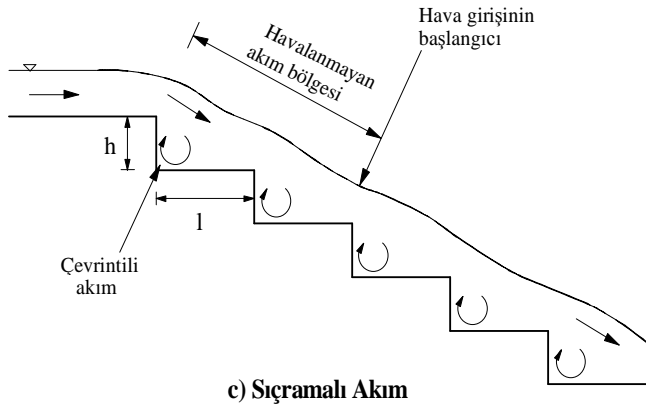 Hava girişinin
başlangıcı
Havalanmayan
akım bölgesi
h
l
Çevrintili
akım
c) Sıçramalı Akım